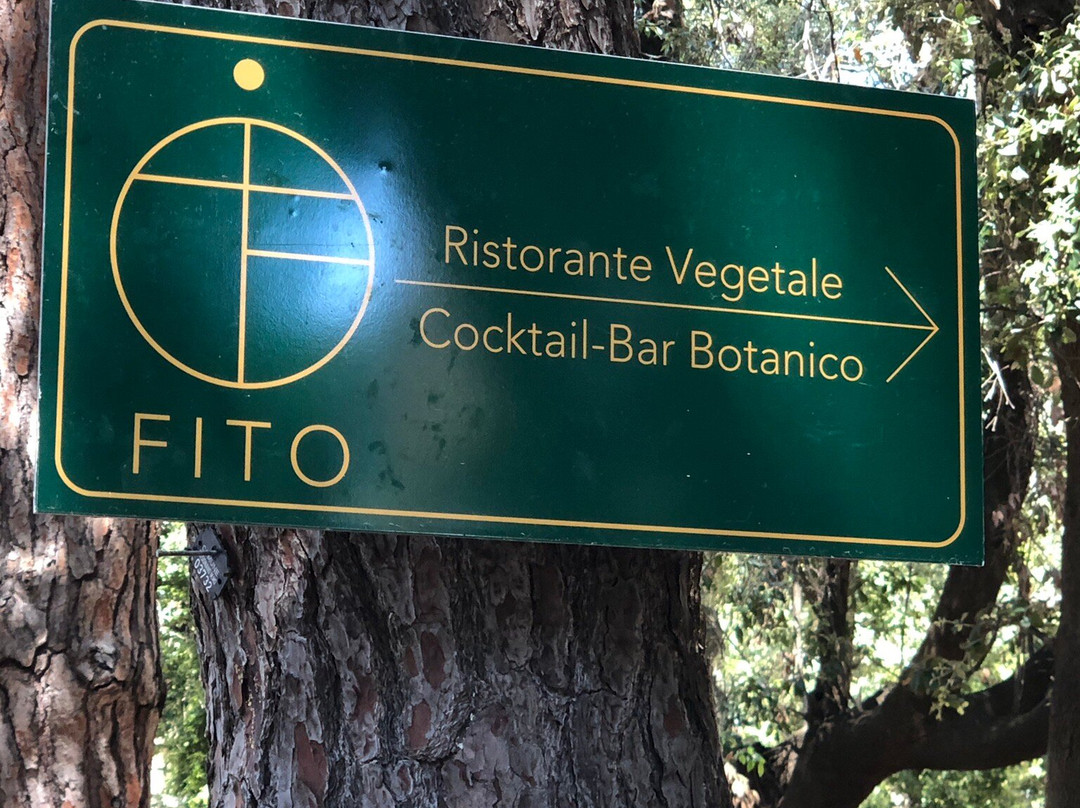 FITO
Ristorante Vegetale
Cocktail-Bar Botanico